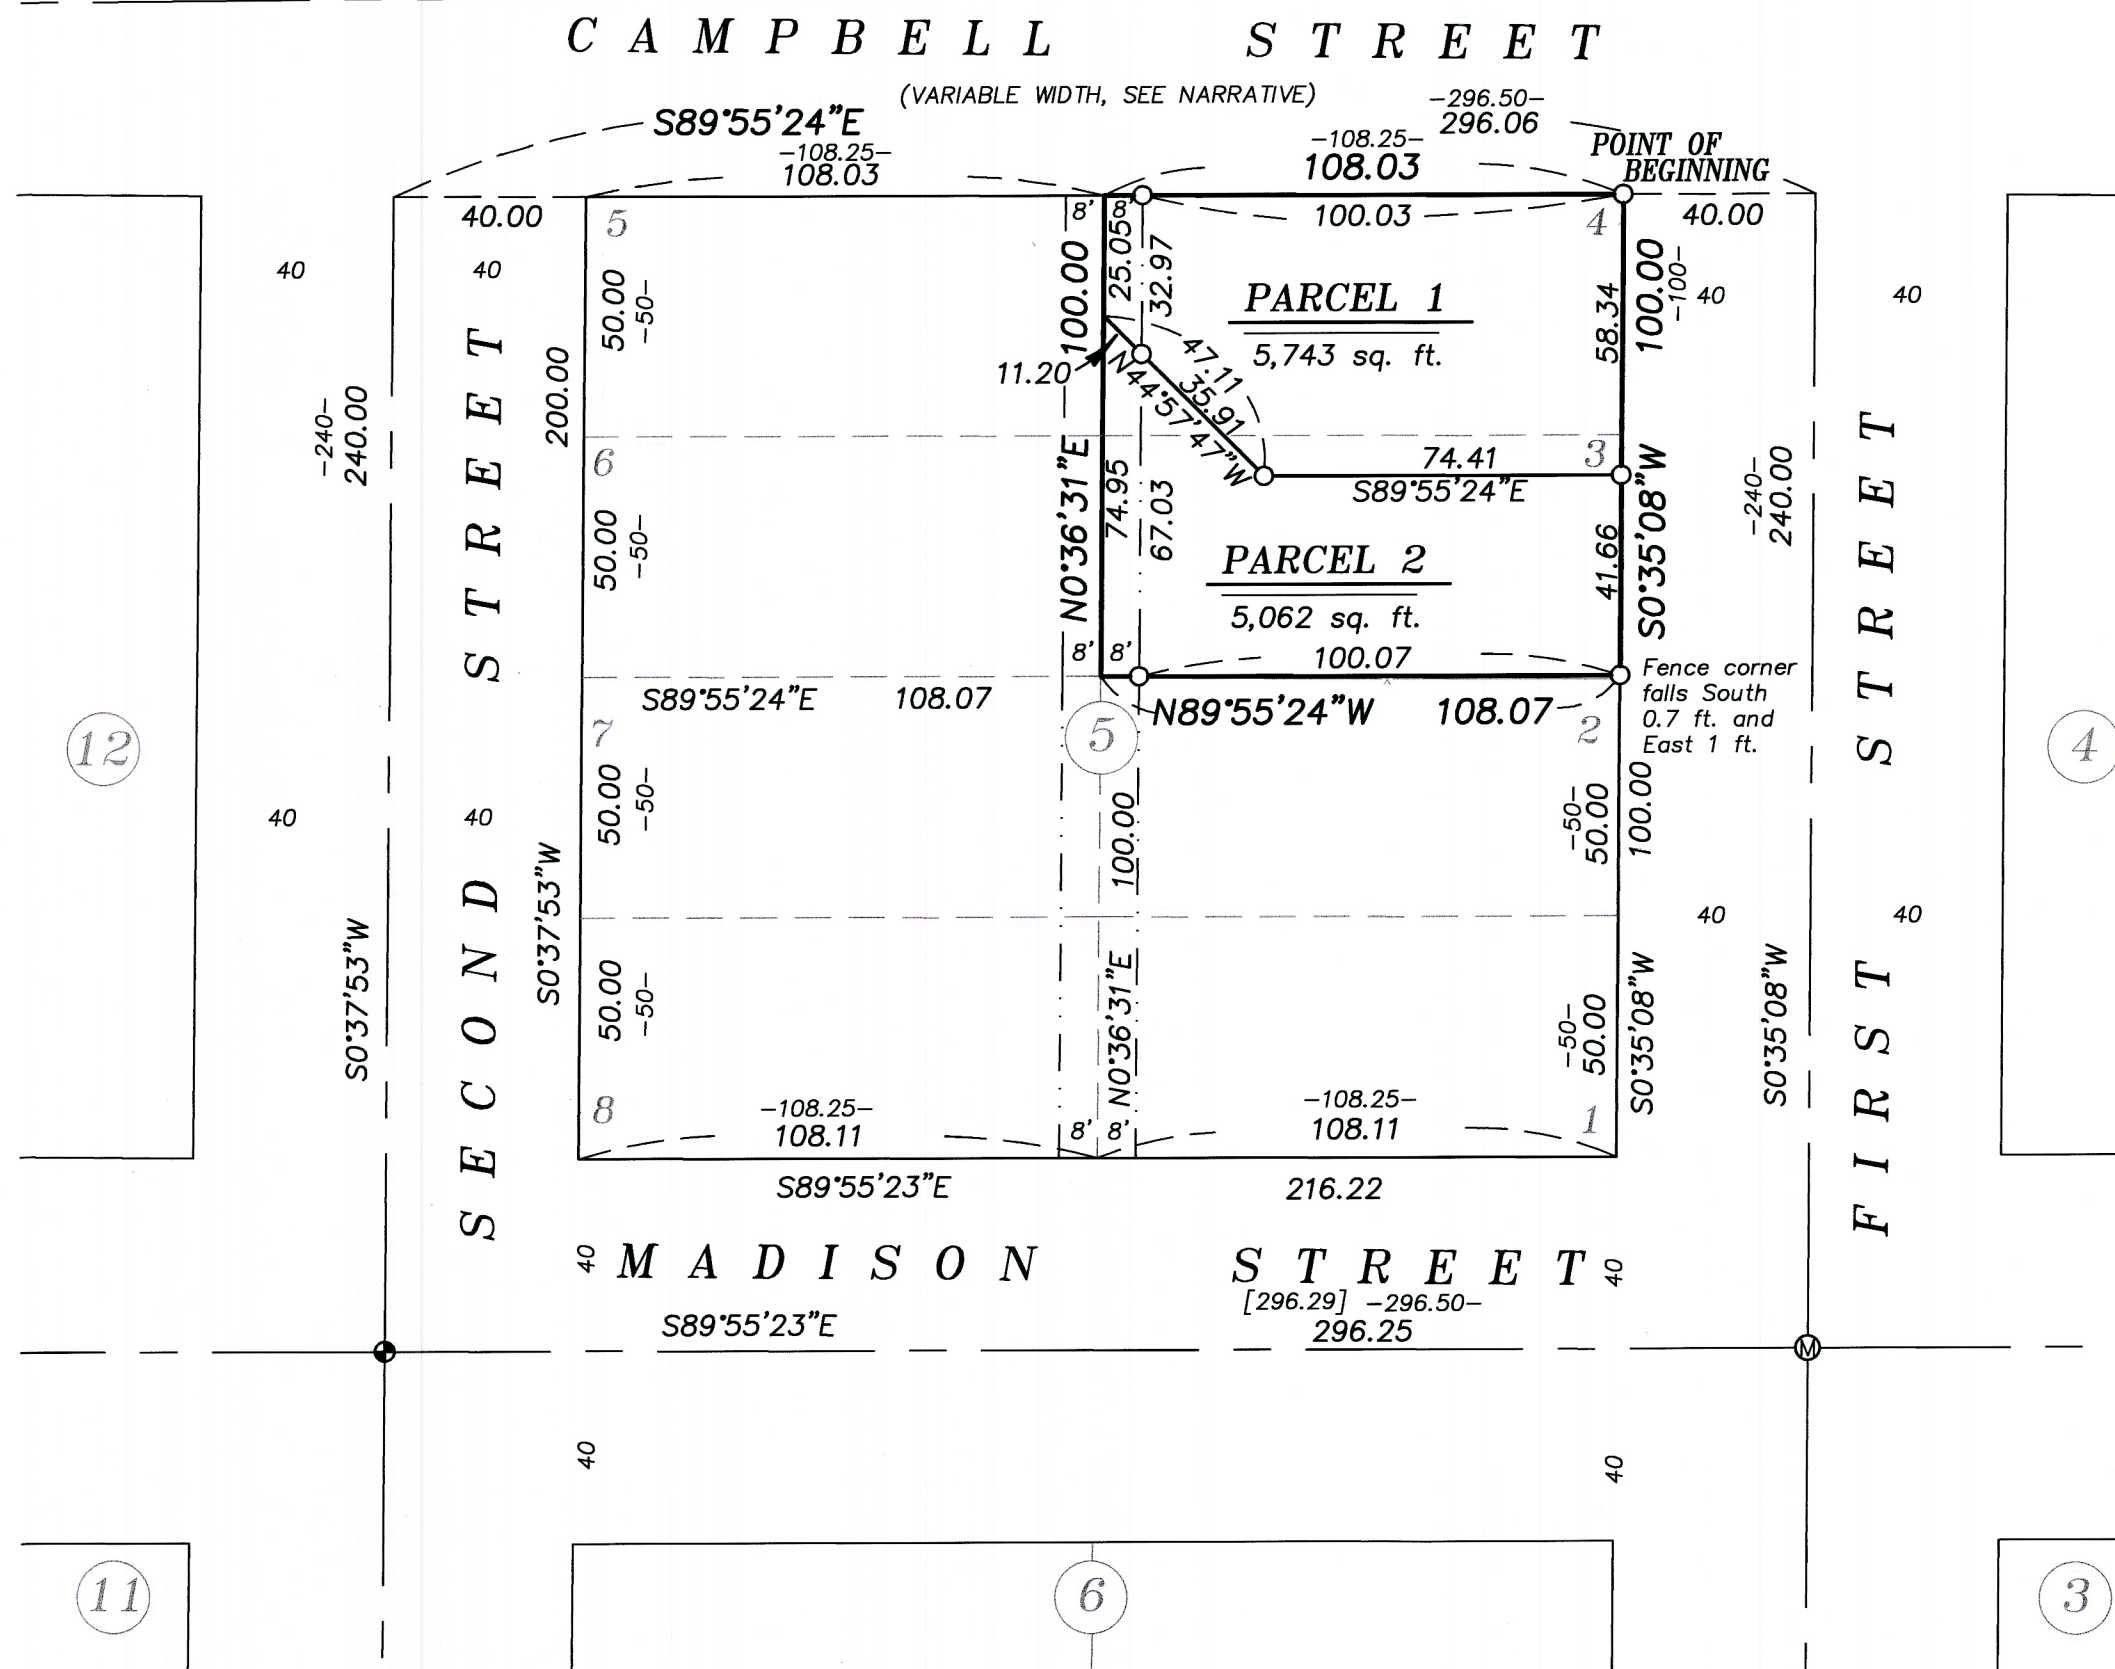 CAMPBELL STREET
(VARIABLE WIDTH, SEE NARRATIVE)
-296.50-
296.06
S89°55'24"E
-108.25-
108.03
-108.25-
108.03
POINT OF
BEGINNING
40.00
5
8'
8'
100.03
4
40.00
40
40
50.00
-50-
200.00
100.00
25.05
32.97
PARCEL 1
5,743 sq. ft.
58.34
100.00
-100-
40
40
-240-
240.00
11.20
47.11
35.91
N44°57'47"W
6
3
74.41
S89°55'24"E
N0°36'31"E
74.95
67.03
50.00
-50-
PARCEL 2
5,062 sq. ft.
41.66
S0°35'08"W
-240-
240.00
8'
8'
100.07
Fence corner
falls South
0.7 ft. and
East 1 ft.
S89°55'24"E 108.07
N89°55'24"W 108.07
12
7
5
2
4
SECOND STREET
FIRST STREET
40
40
50.00
-50-
100.00
-50-
50.00
100.00
S0°37'53"W
S0°37'53"W
40
40
50.00
-50-
N0°36'31"E
-50-
50.00
S0°35'08"W
S0°35'08"W
8
-108.25-
108.11
8'
8'
-108.25-
108.11
1
S89°55'23"E
216.22
40
MADISON STREET
40
[296.29] -296.50-
S89°55'23"E
296.25
M
40
40
11
6
3